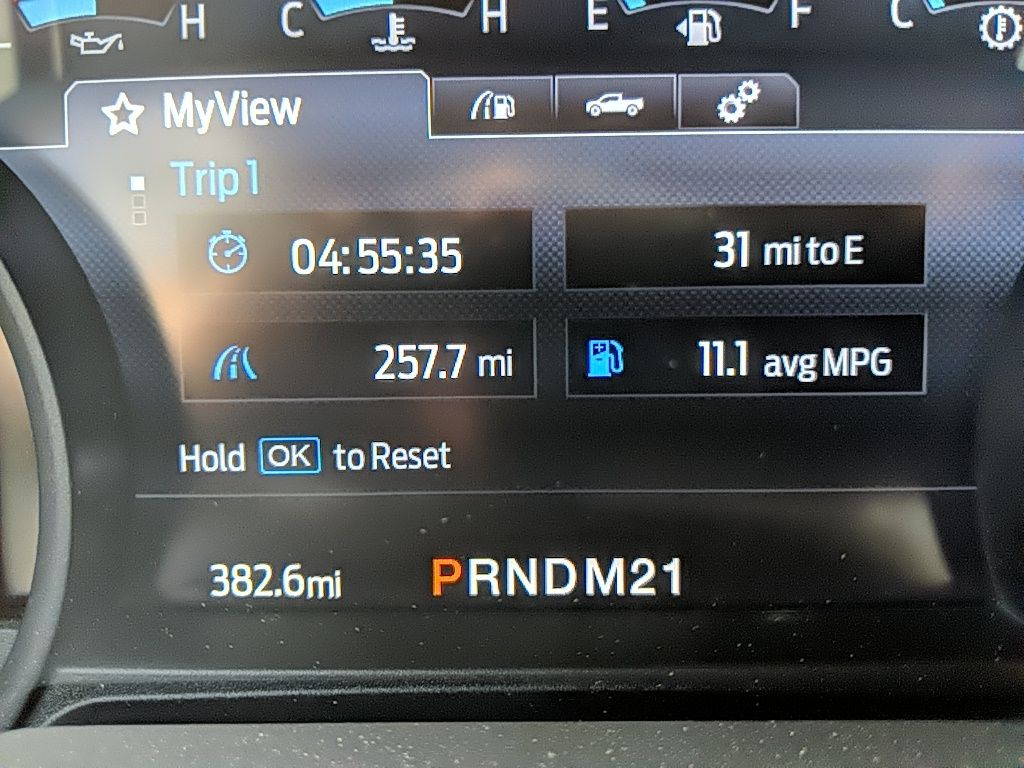 H C H E F C
MyView
Trip 1
04:55:35 31 mi to E
257.7 mi 11.1 avg MPG
Hold OK to Reset
382.6mi PRNDM21